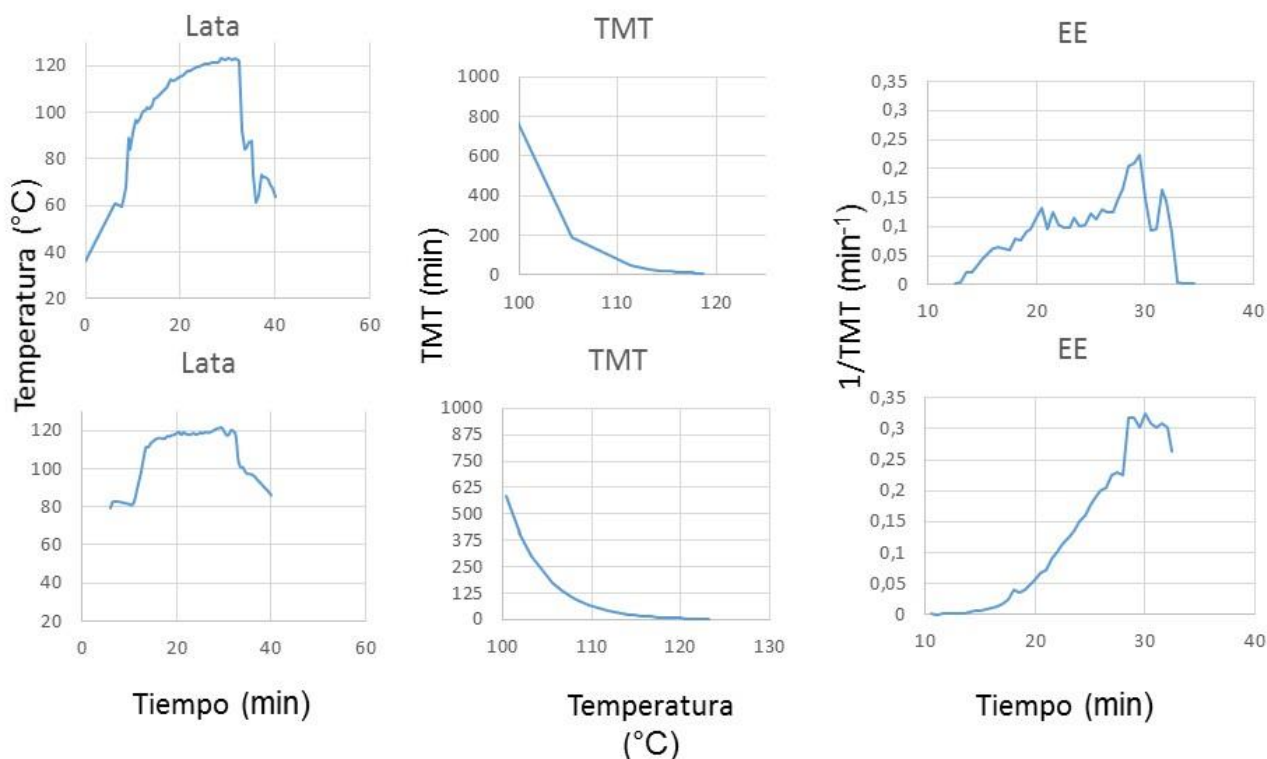 Lata
TMT
EE
Temperatura (°C)
120
100
80
60
40
20
0 20 40 60
TMT (min)
1000
800
600
400
200
0
100 110 120
1/TMT (min⁻¹)
0,35
0,3
0,25
0,2
0,15
0,1
0,05
0
10 20 30 40
Lata
TMT
EE
120
100
80
60
40
20
0 20 40 60
1000
875
750
625
500
375
250
125
0
100 110 120 130
0,35
0,3
0,25
0,2
0,15
0,1
0,05
0
10 20 30 40
Tiempo (min)
Temperatura
(°C)
Tiempo (min)